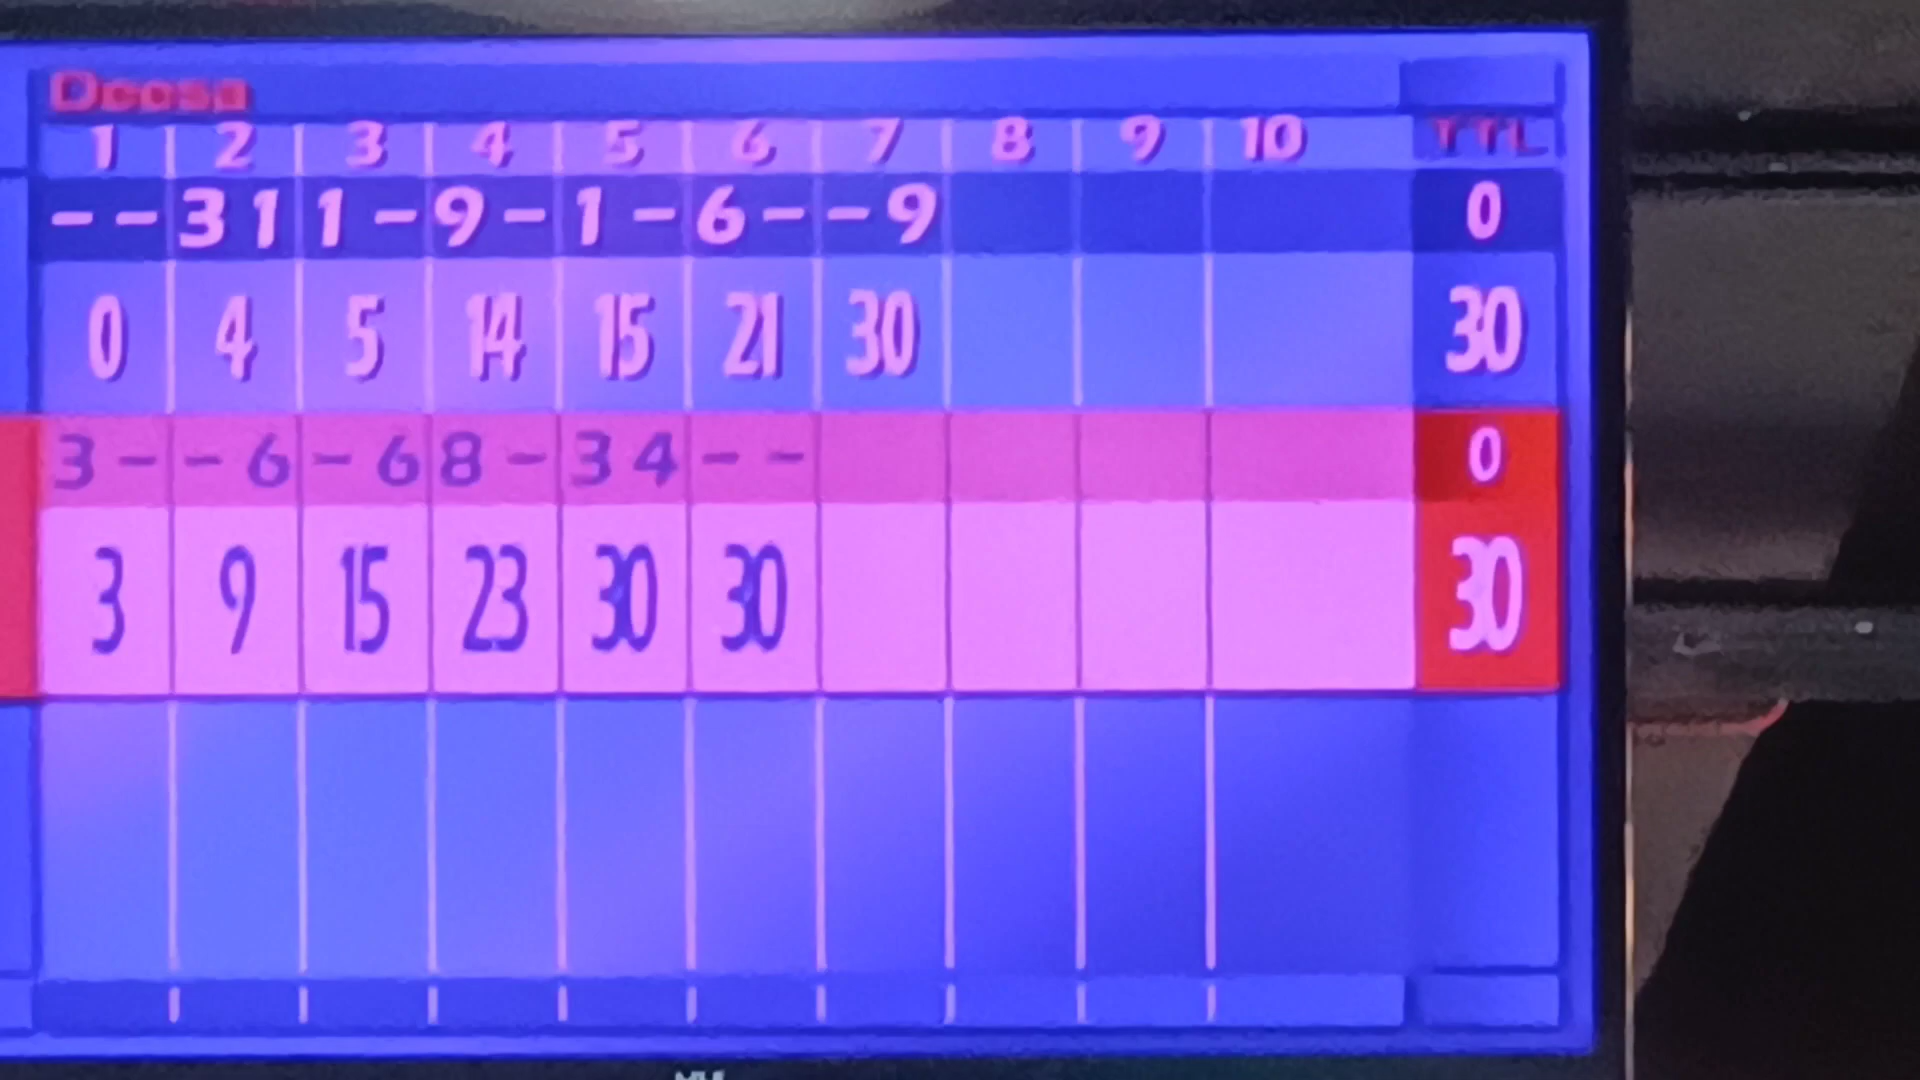 Dccsa
1 2 3 4 5 6 7 8 9 10 TTL
- - 3 1 1 - 9 - 1 - 6 - - 9 0
0 4 5 14 15 21 30 30
3 - - 6 - 6 8 - 3 4 - - 0
3 9 15 23 30 30 30